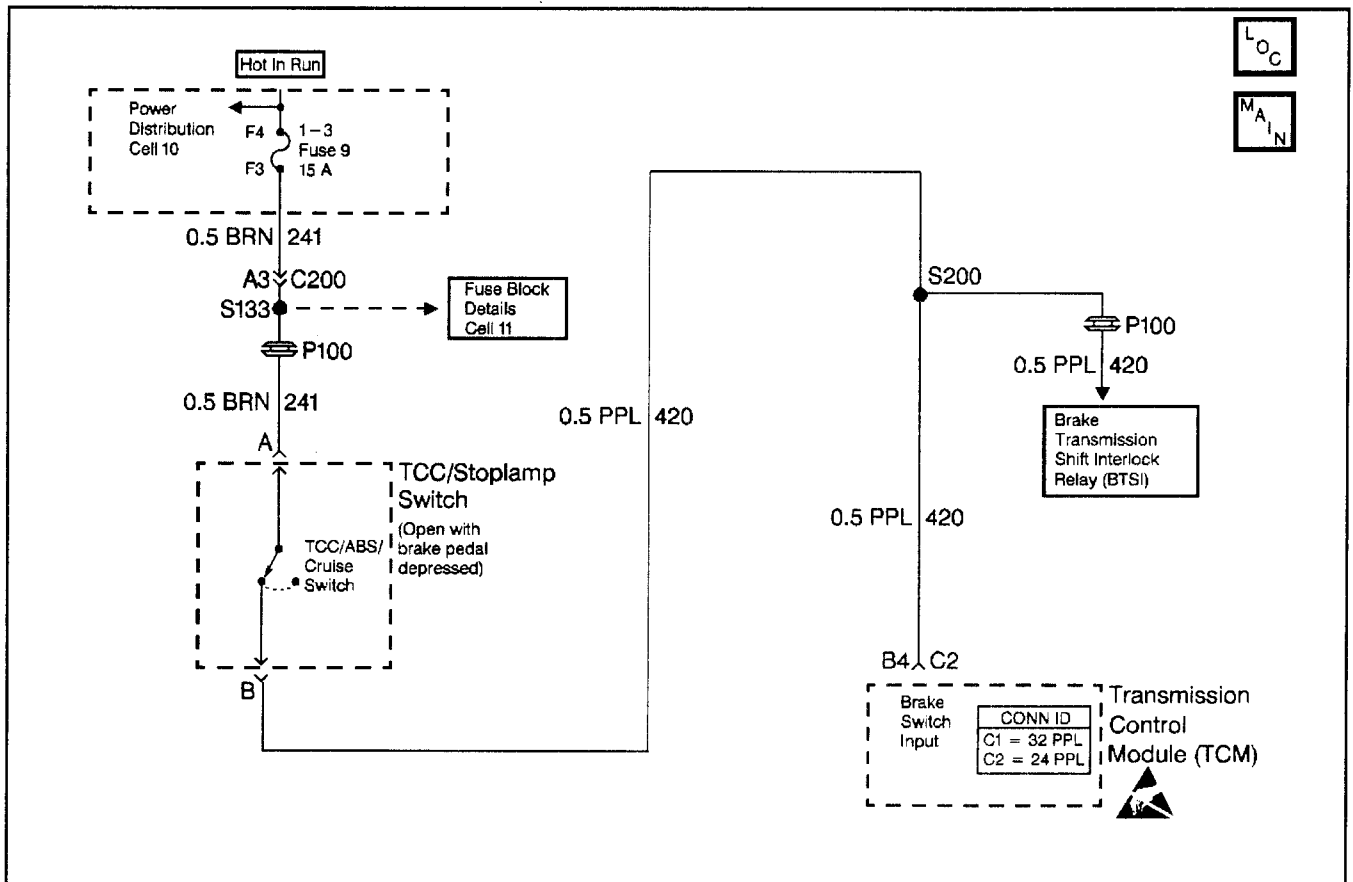 LOC
MAIN
Hot In Run
Power
Distribution
Cell 10
F4
1–3
Fuse 9
F3
15 A
0.5 BRN 241
A3 C200
S133
Fuse Block
Details
Cell 11
P100
0.5 BRN 241
A
TCC/Stoplamp
Switch
(Open with
brake pedal
depressed)
TCC/ABS/
Cruise
Switch
B
0.5 PPL 420
S200
P100
0.5 PPL 420
Brake
Transmission
Shift Interlock
Relay (BTSI)
0.5 PPL 420
B4 C2
Brake
Switch
Input
CONN ID
C1 = 32 PPL
C2 = 24 PPL
Transmission
Control
Module (TCM)